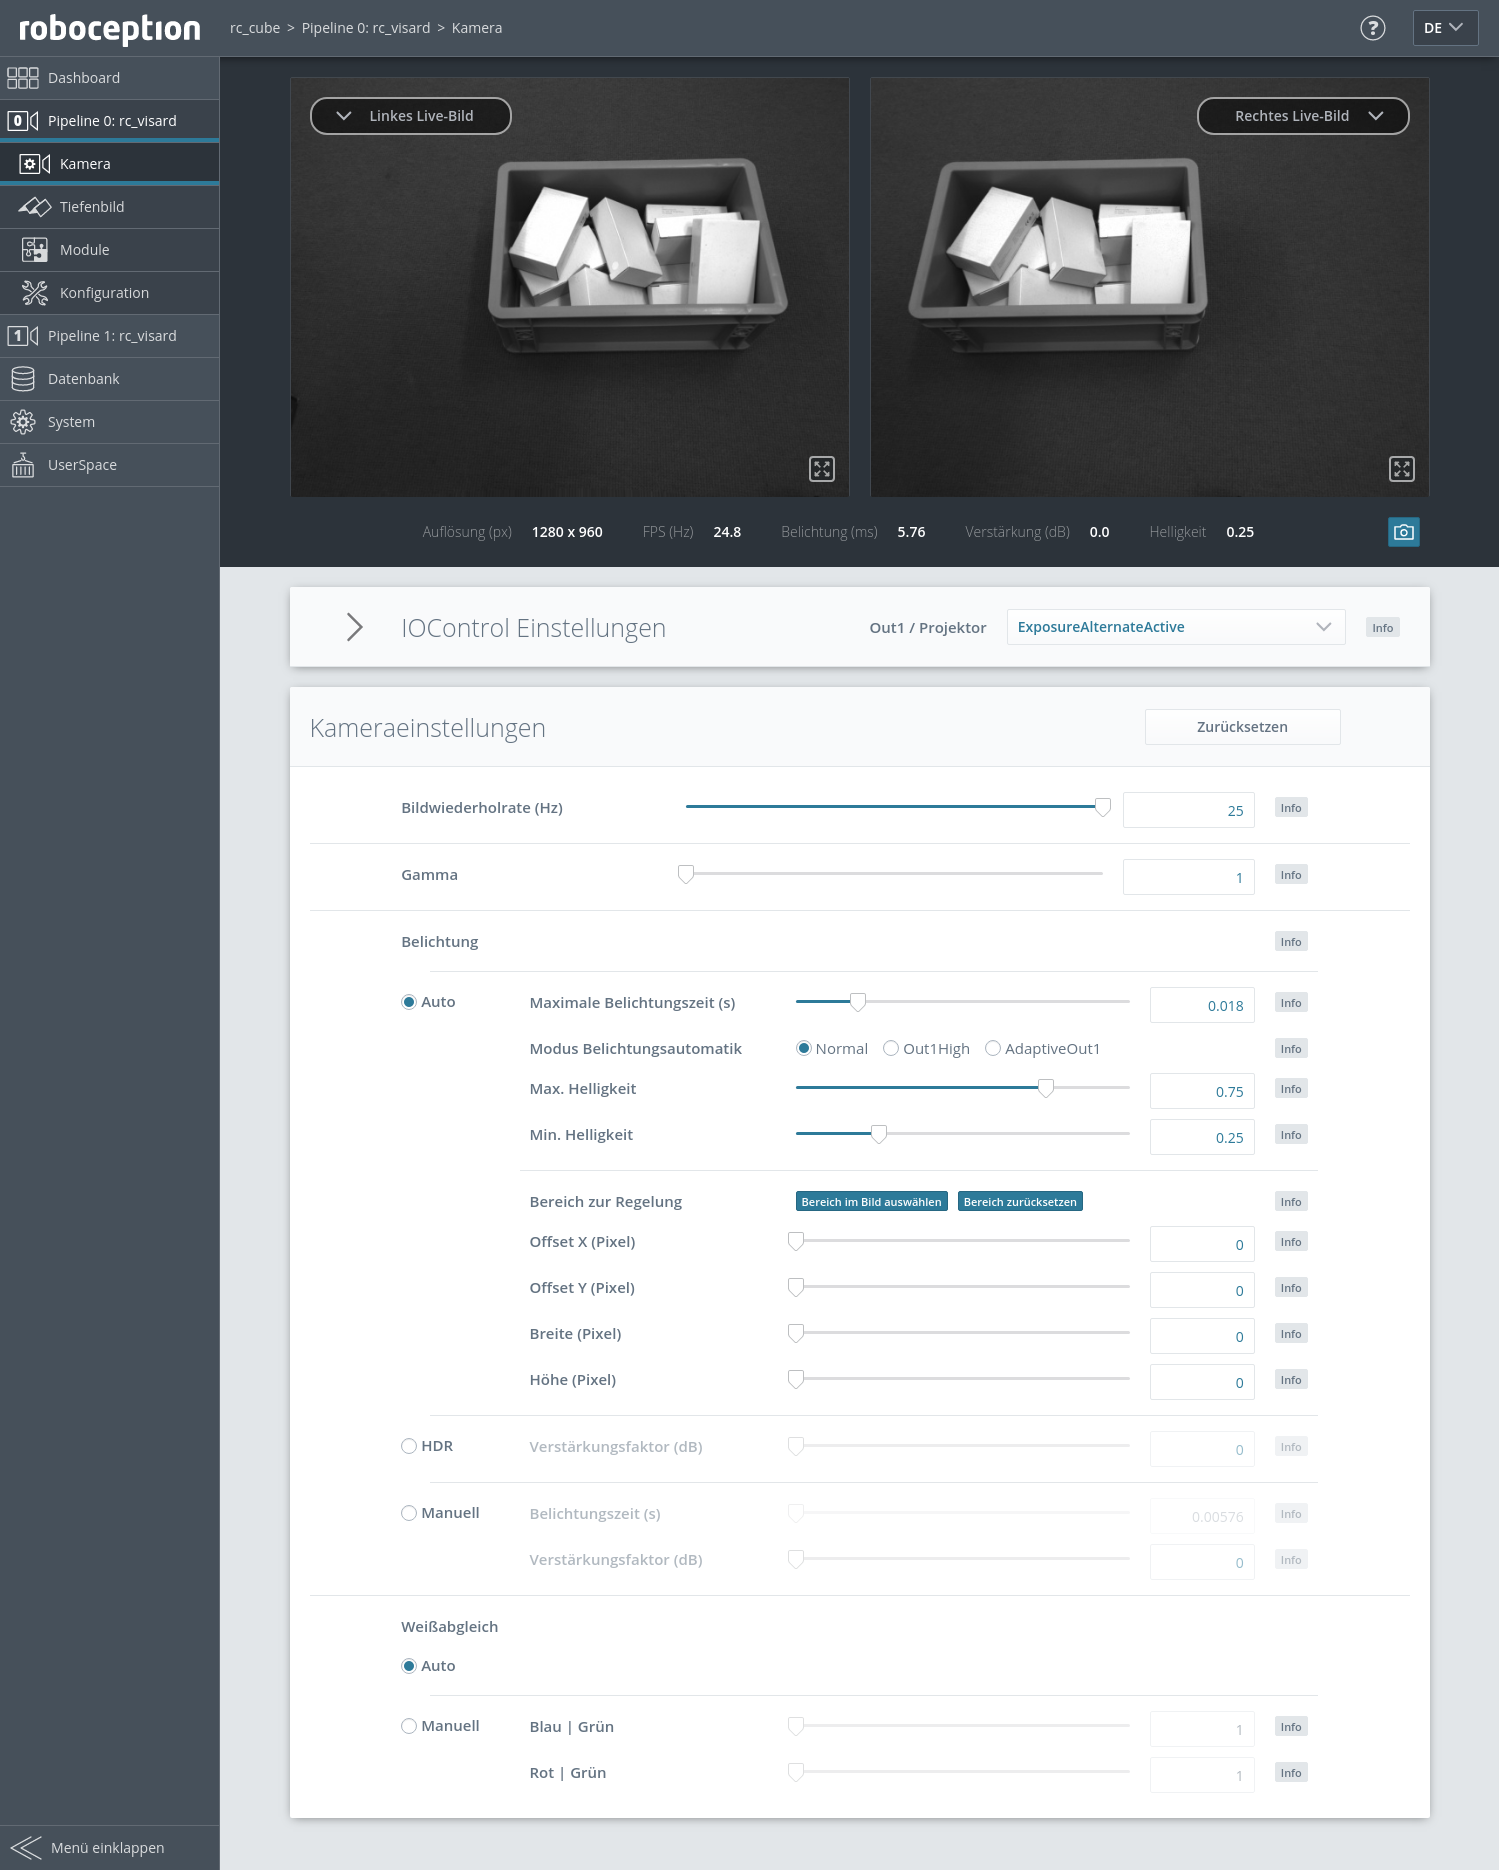 roboception
rc_cube > Pipeline 0: rc_visard > Kamera
? DE
Dashboard
0 Pipeline 0: rc_visard
Kamera
Tiefenbild
Module
Konfiguration
1 Pipeline 1: rc_visard
Datenbank
System
UserSpace
Linkes Live-Bild
Rechtes Live-Bild
Auflösung (px) 1280 x 960 FPS (Hz) 24.8 Belichtung (ms) 5.76 Verstärkung (dB) 0.0 Helligkeit 0.25
IOControl Einstellungen Out1 / Projektor ExposureAlternateActive Info
Kameraeinstellungen Zurücksetzen
Bildwiederholrate (Hz) 25 Info
Gamma 1 Info
Belichtung Info
Auto Maximale Belichtungszeit (s) 0.018 Info
Modus Belichtungsautomatik Normal Out1High AdaptiveOut1 Info
Max. Helligkeit 0.75 Info
Min. Helligkeit 0.25 Info
Bereich zur Regelung Bereich im Bild auswählen Bereich zurücksetzen Info
Offset X (Pixel) 0 Info
Offset Y (Pixel) 0 Info
Breite (Pixel) 0 Info
Höhe (Pixel) 0 Info
HDR Verstärkungsfaktor (dB) 0 Info
Manuell Belichtungszeit (s) 0.00576 Info
Verstärkungsfaktor (dB) 0 Info
Weißabgleich
Auto
Manuell Blau | Grün 1 Info
Rot | Grün 1 Info
Menü einklappen